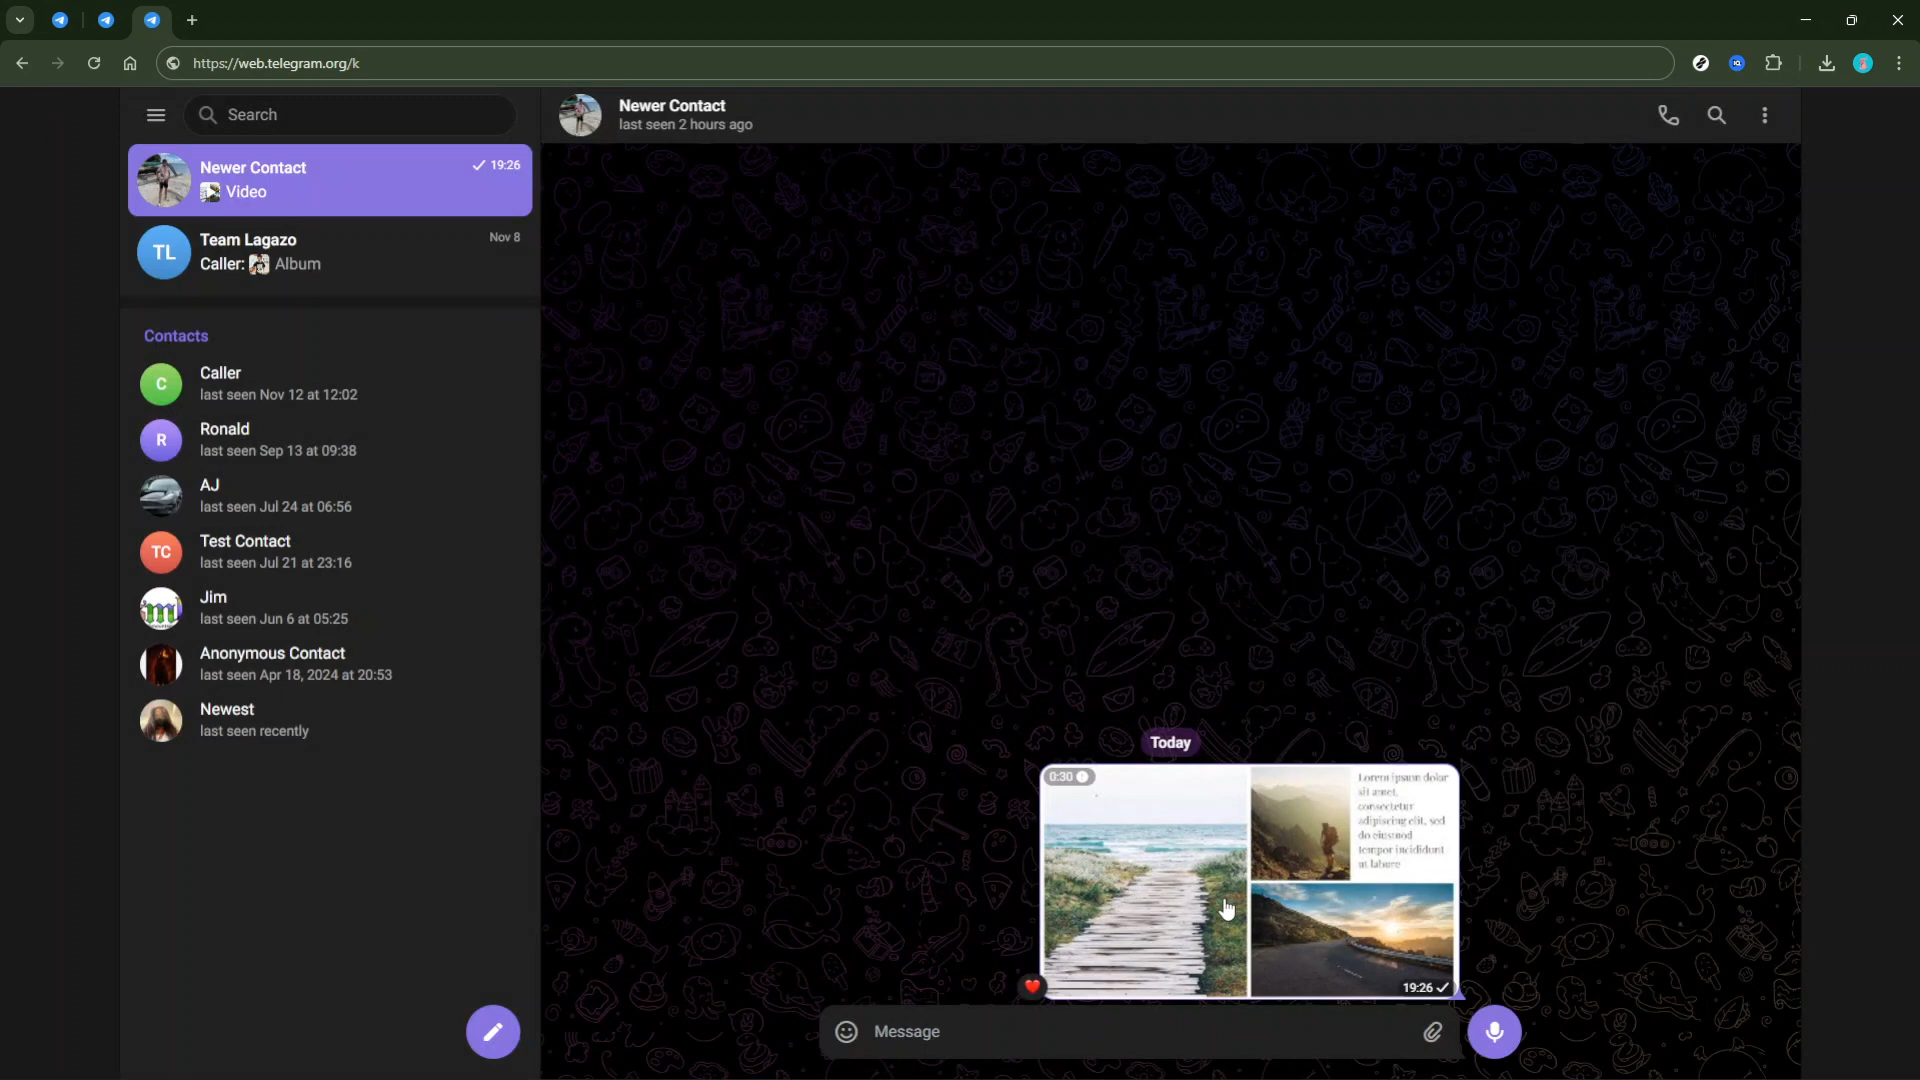 https://web.telegram.org/k
Search
Newer Contact
19:26
Video
Team Lagazo
Nov 8
Caller: Album
Contacts
C
Caller
last seen Nov 12 at 12:02
R
Ronald
last seen Sep 13 at 09:38
AJ
last seen Jul 24 at 06:56
TC
Test Contact
last seen Jul 21 at 23:16
Jim
last seen Jun 6 at 05:25
Anonymous Contact
last seen Apr 18, 2024 at 20:53
Newest
last seen recently
TL
Newer Contact
last seen 2 hours ago
Today
0:30
Lorem ipsum dolor
sit amet,
consectetur
adipiscing elit, sed
do eiusmod
tempor incididunt
ut labore
19:26
Message